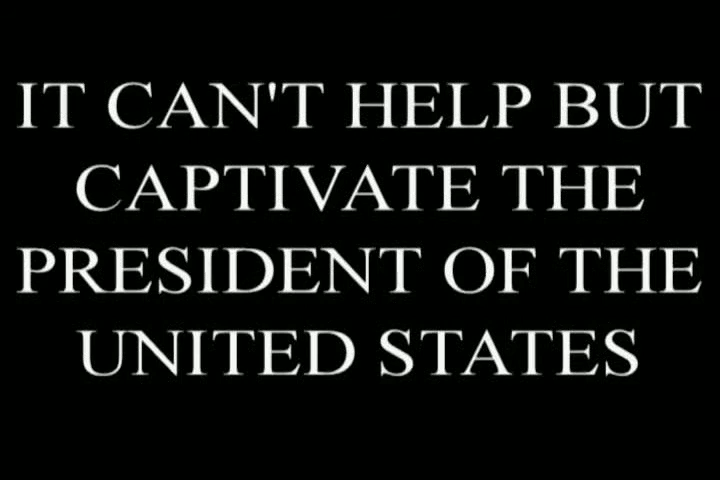 IT CAN'T HELP BUT
CAPTIVATE THE
PRESIDENT OF THE
UNITED STATES